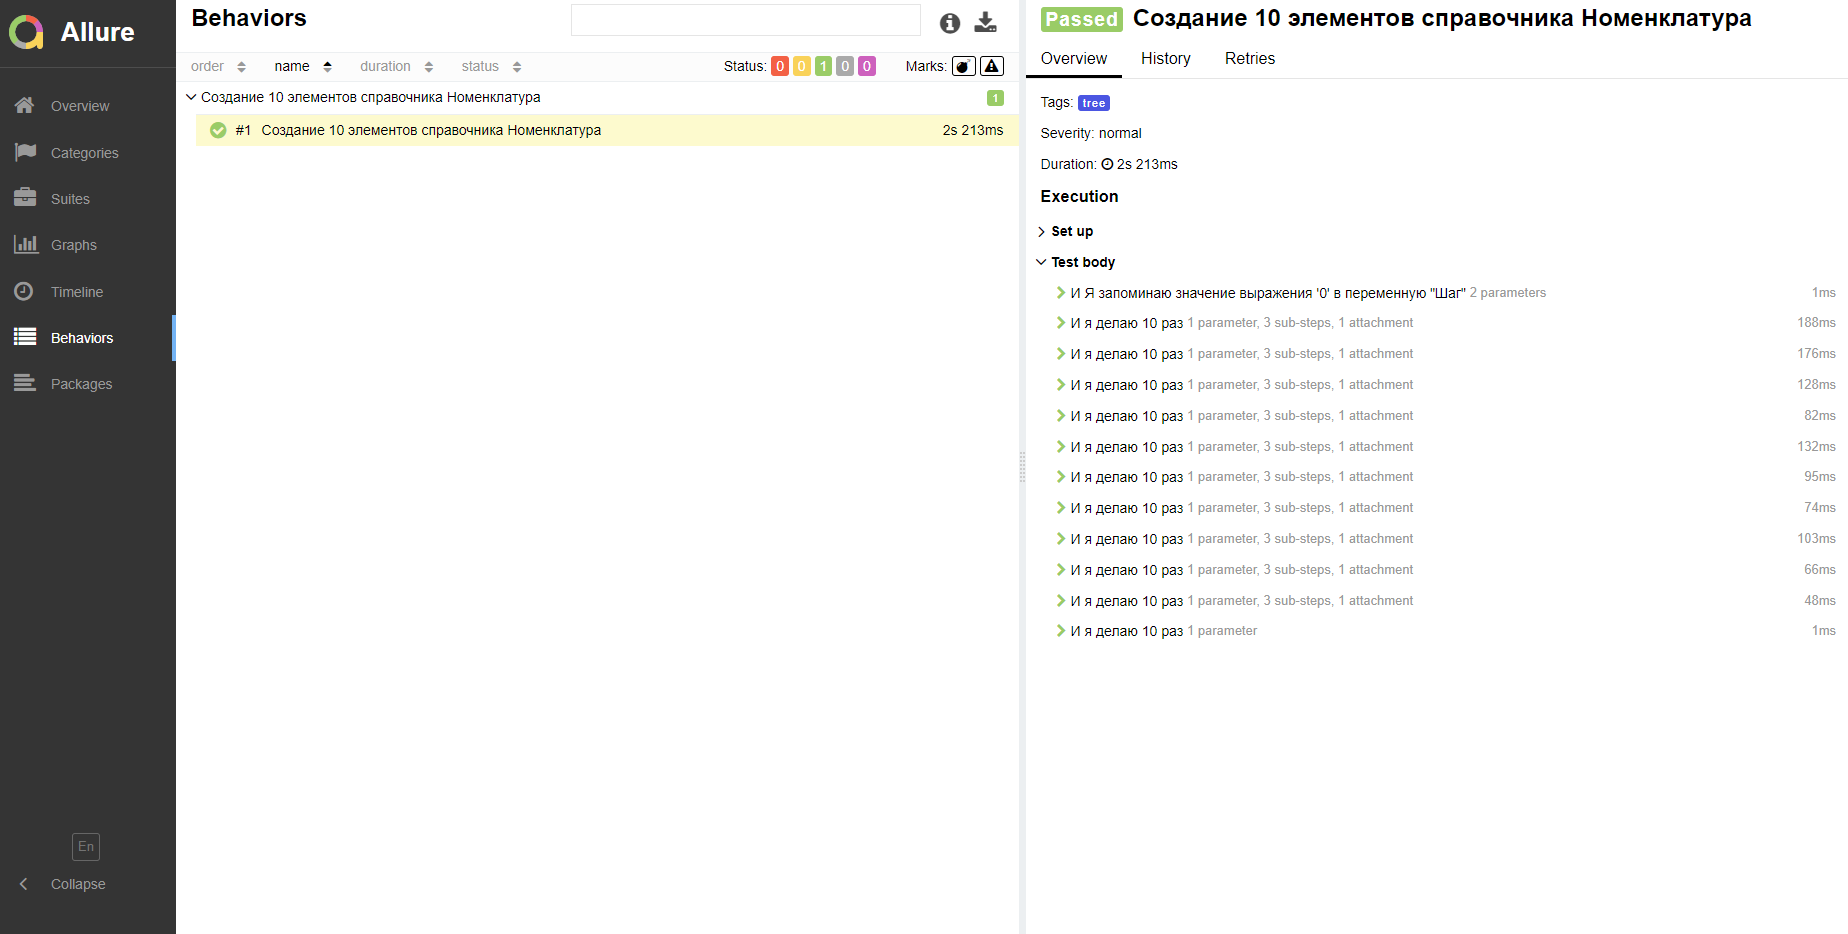 Allure
Overview
Categories
Suites
Graphs
Timeline
Behaviors
Packages
En
Collapse
Behaviors
order name duration status Status: 0 0 1 0 0 Marks:
Создание 10 элементов справочника Номенклатура 1
#1 Создание 10 элементов справочника Номенклатура 2s 213ms
Passed Создание 10 элементов справочника Номенклатура
Overview History Retries
Tags: tree
Severity: normal
Duration: 2s 213ms
Execution
Set up
Test body
И Я запоминаю значение выражения '0' в переменную "Шаг" 2 parameters 1ms
И я делаю 10 раз 1 parameter, 3 sub-steps, 1 attachment 188ms
И я делаю 10 раз 1 parameter, 3 sub-steps, 1 attachment 176ms
И я делаю 10 раз 1 parameter, 3 sub-steps, 1 attachment 128ms
И я делаю 10 раз 1 parameter, 3 sub-steps, 1 attachment 82ms
И я делаю 10 раз 1 parameter, 3 sub-steps, 1 attachment 132ms
И я делаю 10 раз 1 parameter, 3 sub-steps, 1 attachment 95ms
И я делаю 10 раз 1 parameter, 3 sub-steps, 1 attachment 74ms
И я делаю 10 раз 1 parameter, 3 sub-steps, 1 attachment 103ms
И я делаю 10 раз 1 parameter, 3 sub-steps, 1 attachment 66ms
И я делаю 10 раз 1 parameter, 3 sub-steps, 1 attachment 48ms
И я делаю 10 раз 1 parameter 1ms